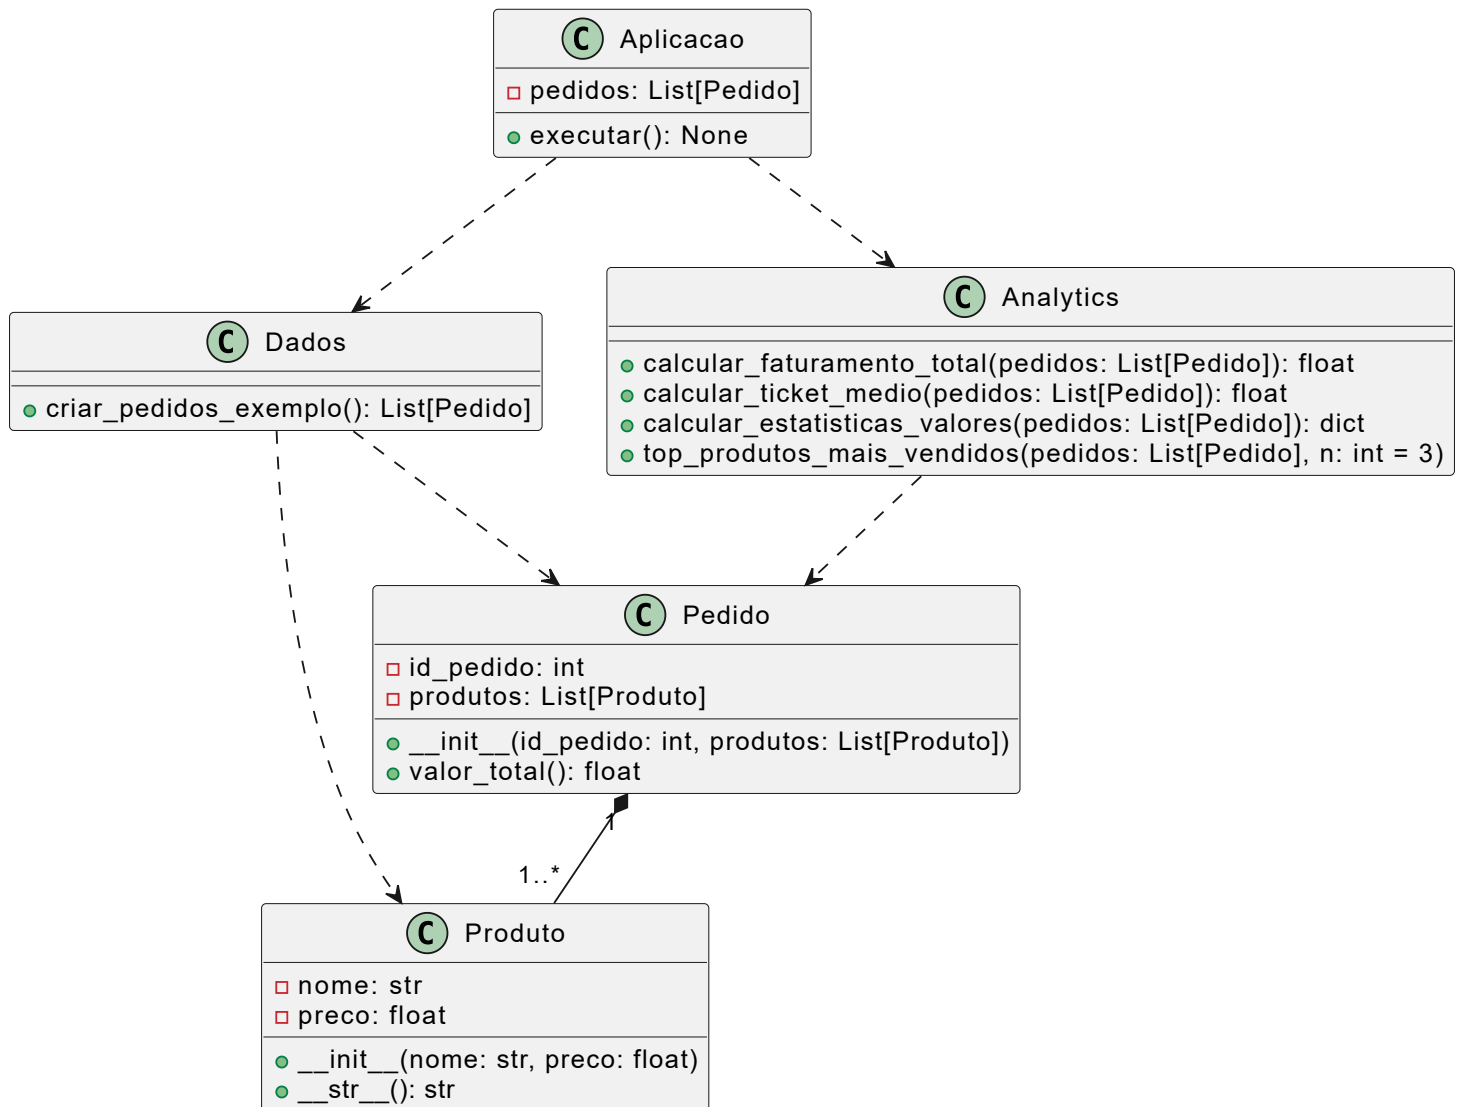 C Aplicacao
pedidos: List[Pedido]
executar(): None
C Dados
criar_pedidos_exemplo(): List[Pedido]
C Analytics
calcular_faturamento_total(pedidos: List[Pedido]): float
calcular_ticket_medio(pedidos: List[Pedido]): float
calcular_estatisticas_valores(pedidos: List[Pedido]): dict
top_produtos_mais_vendidos(pedidos: List[Pedido], n: int = 3)
C Pedido
id_pedido: int
produtos: List[Produto]
__init__(id_pedido: int, produtos: List[Produto])
valor_total(): float
1
1..*
C Produto
nome: str
preco: float
__init__(nome: str, preco: float)
__str__(): str